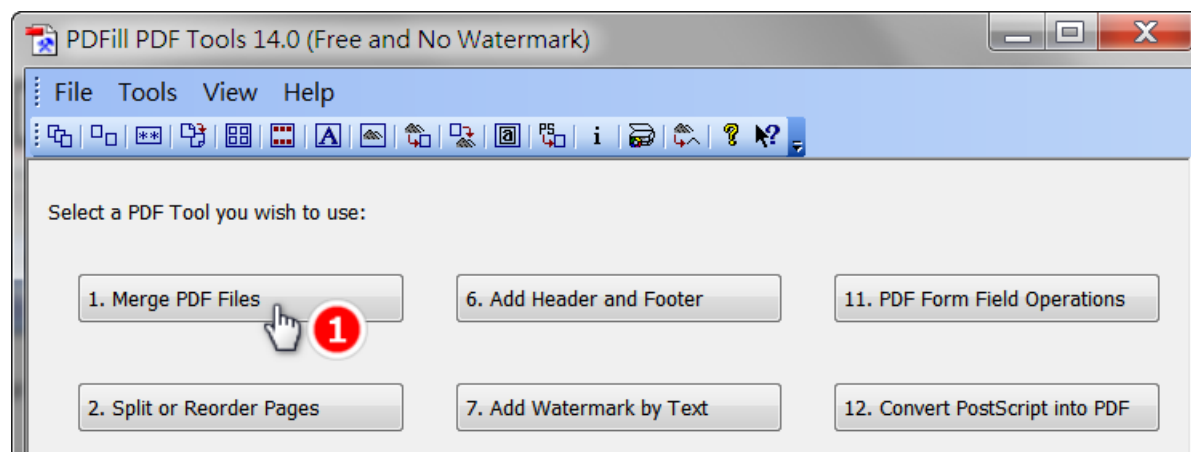 PDFill PDF Tools 14.0 (Free and No Watermark)
File Tools View Help
Select a PDF Tool you wish to use:
1. Merge PDF Files 6. Add Header and Footer 11. PDF Form Field Operations
1
2. Split or Reorder Pages 7. Add Watermark by Text 12. Convert PostScript into PDF